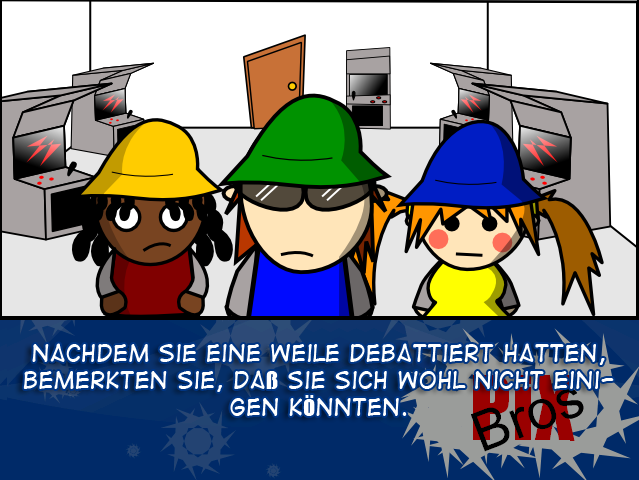 NACHDEM SIE EINE WEILE DEBATTIERT HATTEN,
BEMERKTEN SIE, DAß SIE SICH WOHL NICHT EINI-
GEN KÖNNTEN.
PIX
Bros